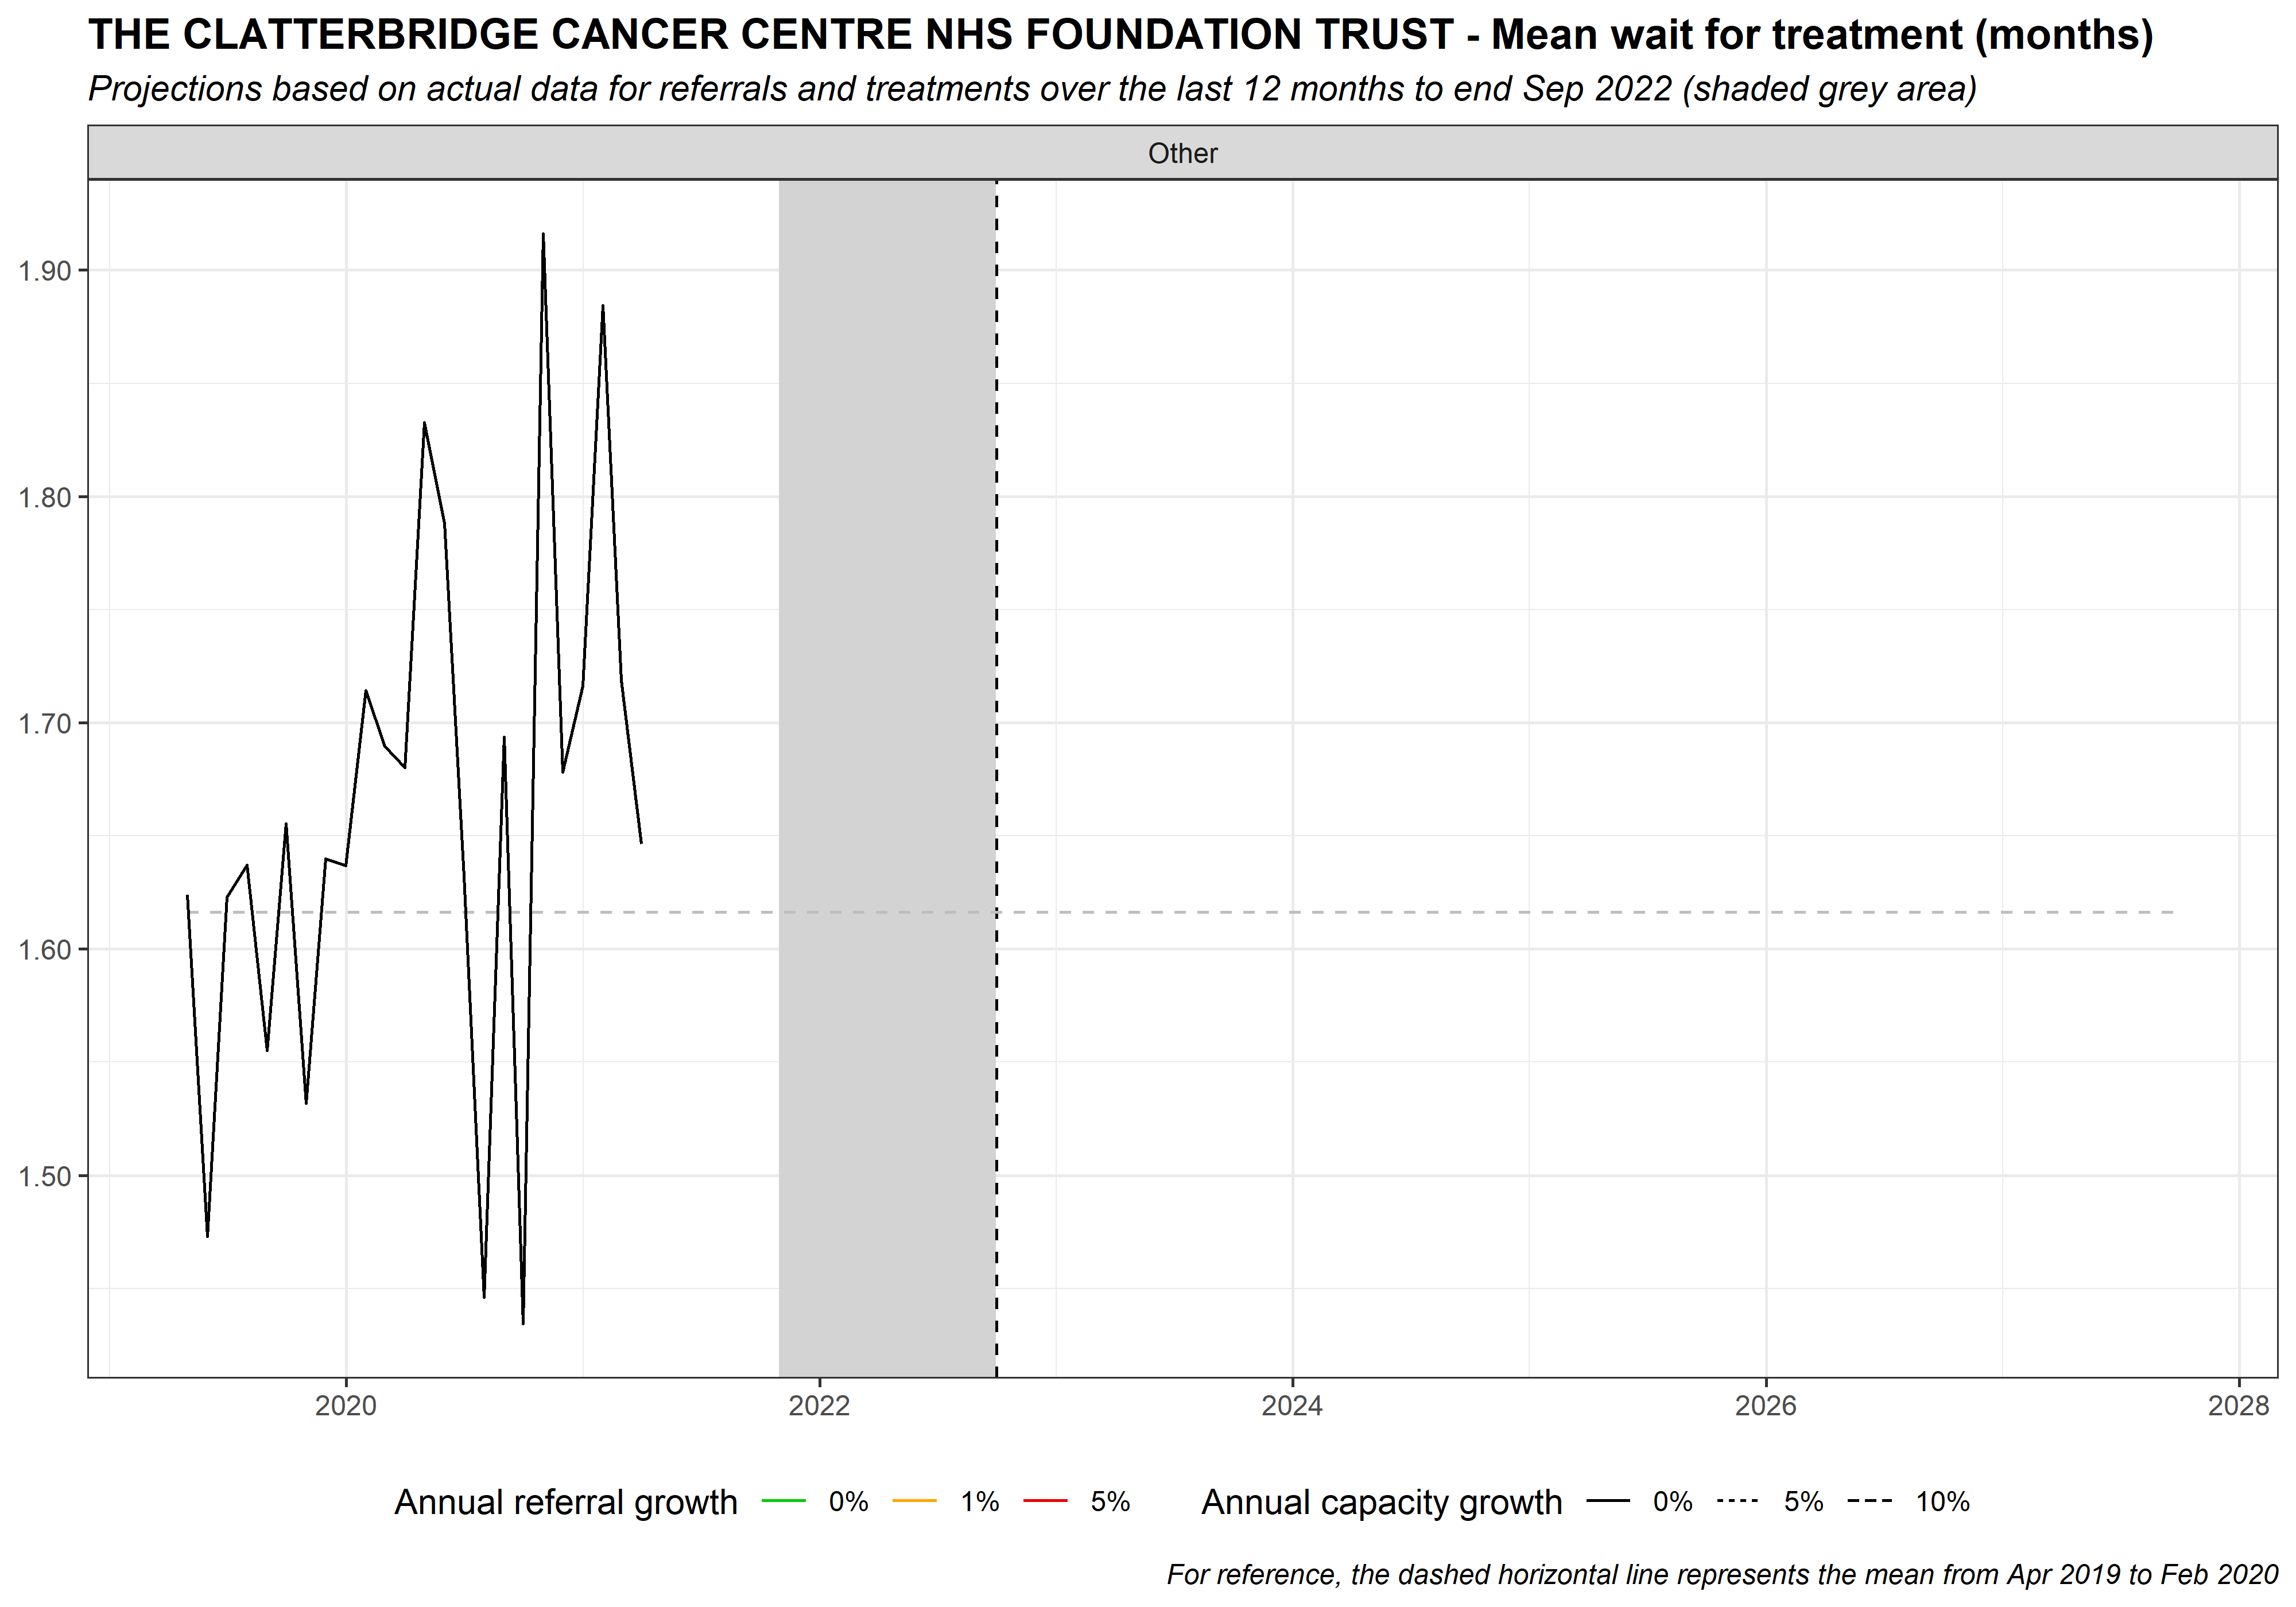 THE CLATTERBRIDGE CANCER CENTRE NHS FOUNDATION TRUST - Mean wait for treatment (months)
Projections based on actual data for referrals and treatments over the last 12 months to end Sep 2022 (shaded grey area)
Other
1.90
1.80
1.70
1.60
1.50
2020 2022 2024 2026 2028
Annual referral growth 0% 1% 5% Annual capacity growth 0% 5% 10%
For reference, the dashed horizontal line represents the mean from Apr 2019 to Feb 2020